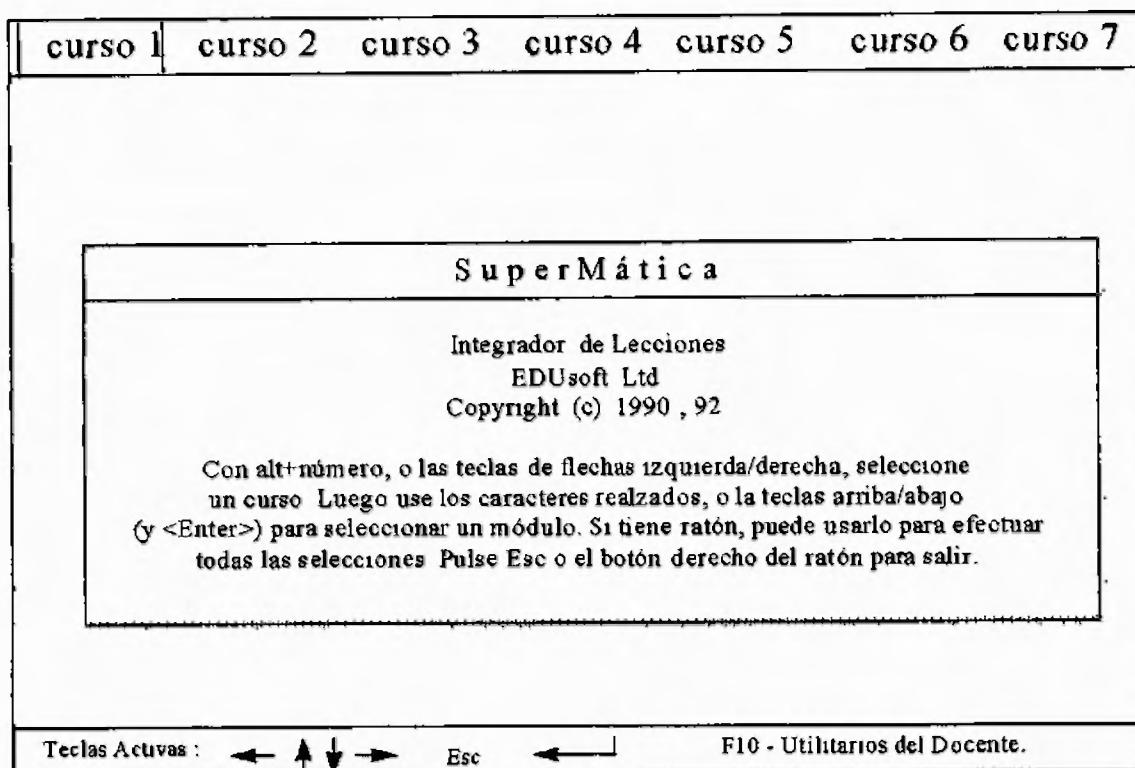 curso 1 curso 2 curso 3 curso 4 curso 5 curso 6 curso 7
SuperMática
Integrador de Lecciones
EDUsoft Ltd
Copyright (c) 1990 , 92
Con alt+número, o las teclas de flechas izquierda/derecha, seleccione
un curso Luego use los caracteres realzados, o la teclas arriba/abajo
(y <Enter>) para seleccionar un módulo. Si tiene ratón, puede usarlo para efectuar
todas las selecciones Pulse Esc o el botón derecho del ratón para salir.
Teclas Activas : ← ↑ ↓ → Esc ←┘ F10 - Utilitarios del Docente.